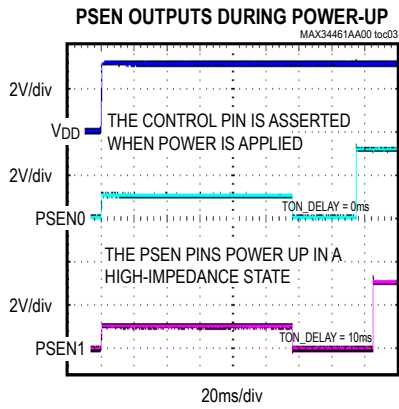 PSEN OUTPUTS DURING POWER-UP
MAX34461AA00 toc03
2V/div
VDD
THE CONTROL PIN IS ASSERTED
WHEN POWER IS APPLIED
2V/div
TON_DELAY = 0ms
PSEN0
THE PSEN PINS POWER UP IN A
HIGH-IMPEDANCE STATE
2V/div
TON_DELAY = 10ms
PSEN1
20ms/div